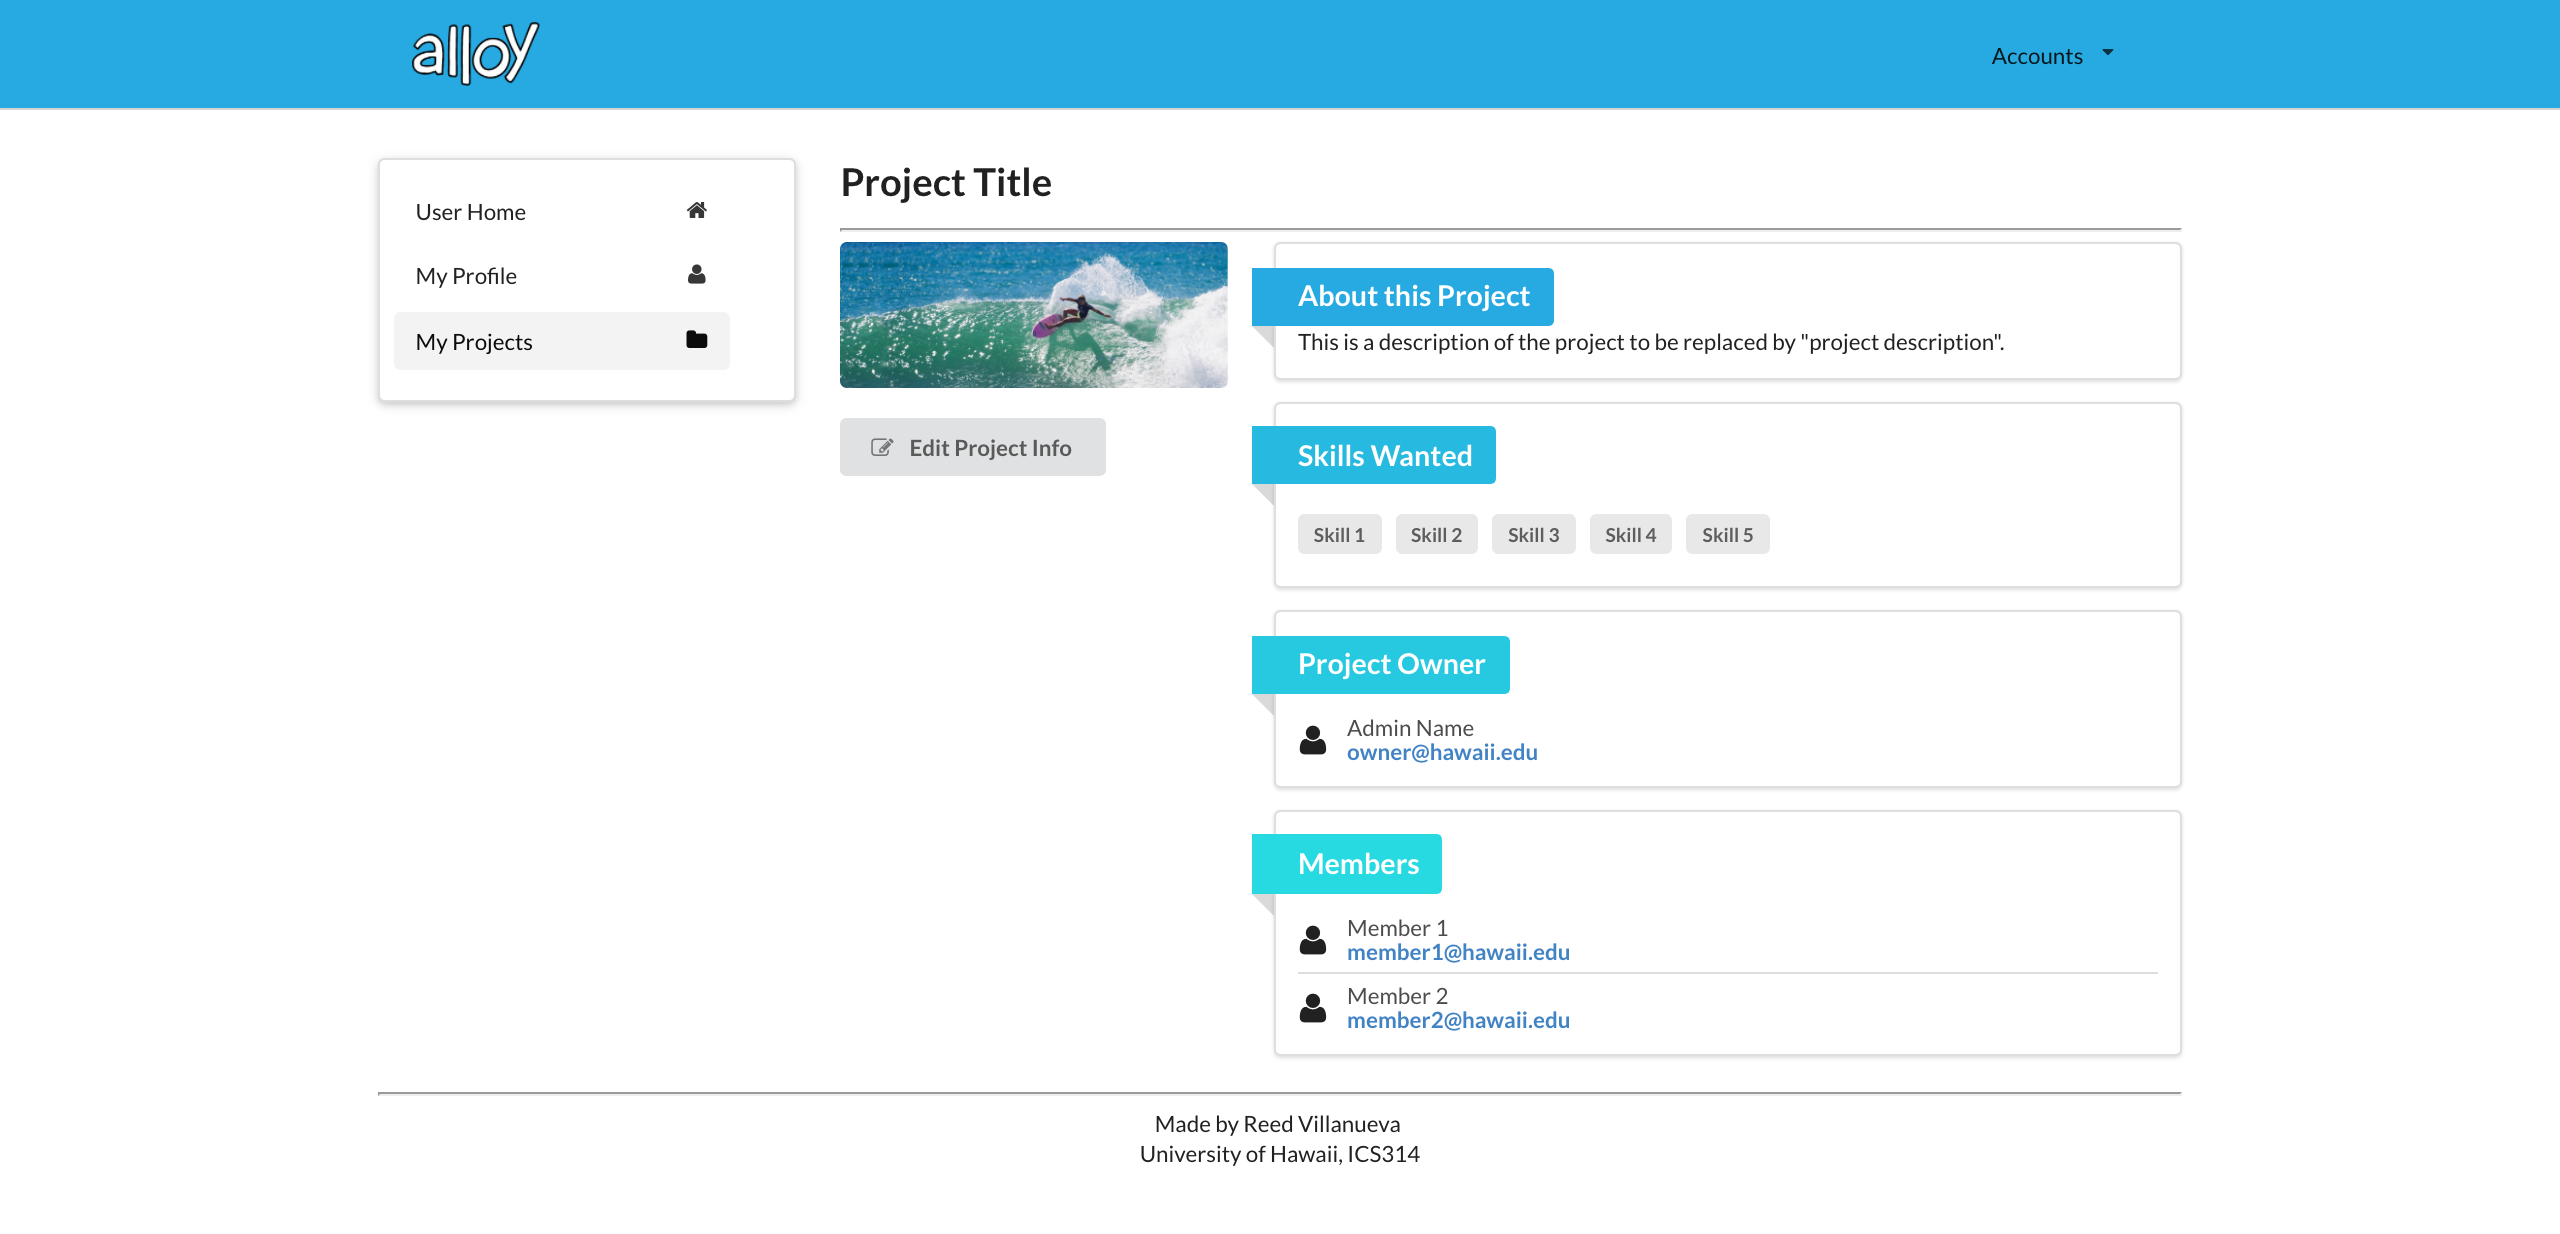 alloy
Accounts
User Home
My Profile
My Projects
Project Title
Edit Project Info
About this Project
This is a description of the project to be replaced by "project description".
Skills Wanted
Skill 1 Skill 2 Skill 3 Skill 4 Skill 5
Project Owner
Admin Name
owner@hawaii.edu
Members
Member 1
member1@hawaii.edu
Member 2
member2@hawaii.edu
Made by Reed Villanueva
University of Hawaii, ICS314